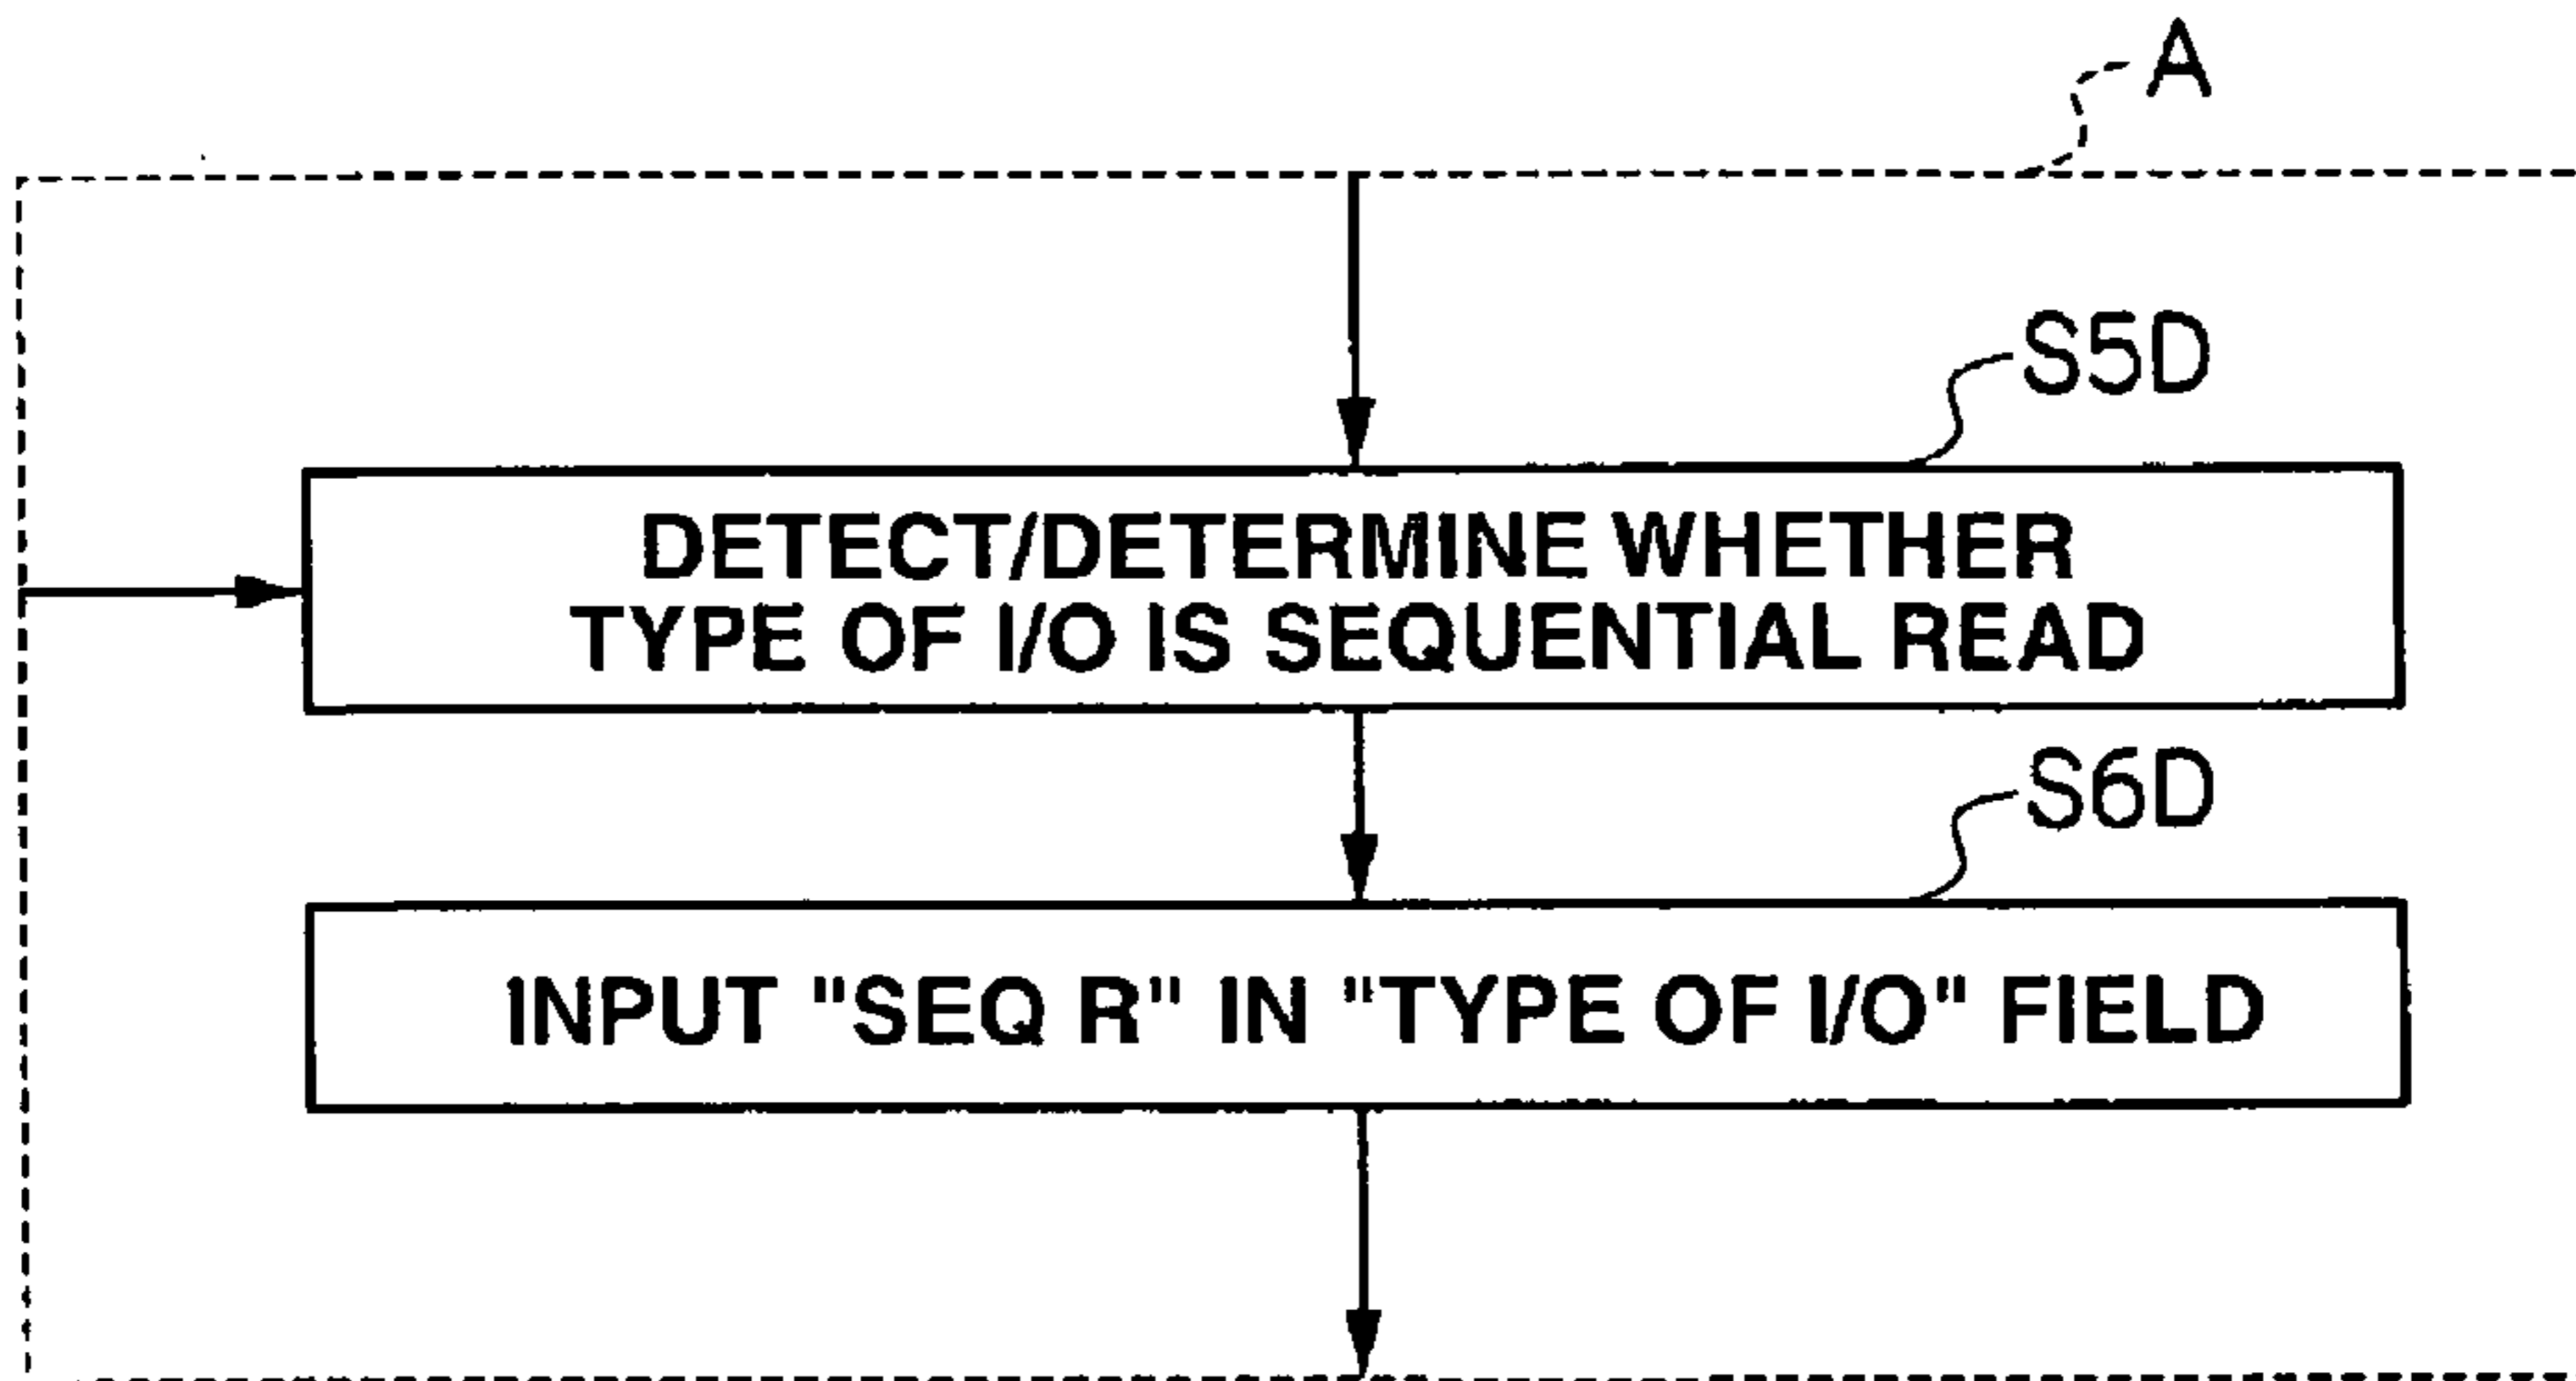 A
S5D
DETECT/DETERMINE WHETHER
TYPE OF I/O IS SEQUENTIAL READ
S6D
INPUT "SEQ R" IN "TYPE OF I/O" FIELD